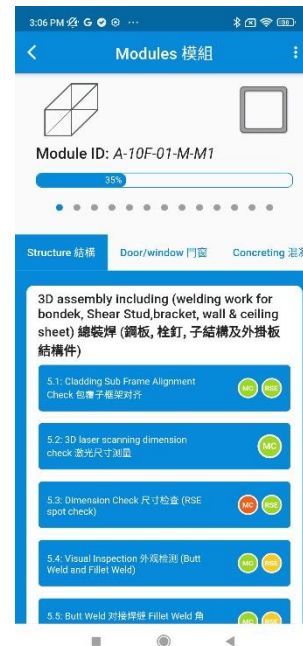 3:06 PM
Modules 模組
Module ID: A-10F-01-M-M1
35%
Structure 結構 Door/window 門窗 Concreting 混
3D assembly including (welding
work for
bondek, Shear Stud,bracket, wall & ceiling
sheet) 總裝焊 (鋼板, 栓釘, 子結構及外掛板
結構件)
5.1: Cladding Sub Frame Alignment
Check 包覆子框架对齐
MC RSE
5.2: 3D laser scanning dimension
check 激光尺寸測量
MC
5.3: Dimension Check 尺寸检查 (RSE
spot check)
MC RSE
5.4: Visual Inspection 外观檢測 (Butt
Weld and Fillet Weld)
MC RSE
5.5: Butt Weld 对接焊缝 Fillet Weld 角
MC RSE